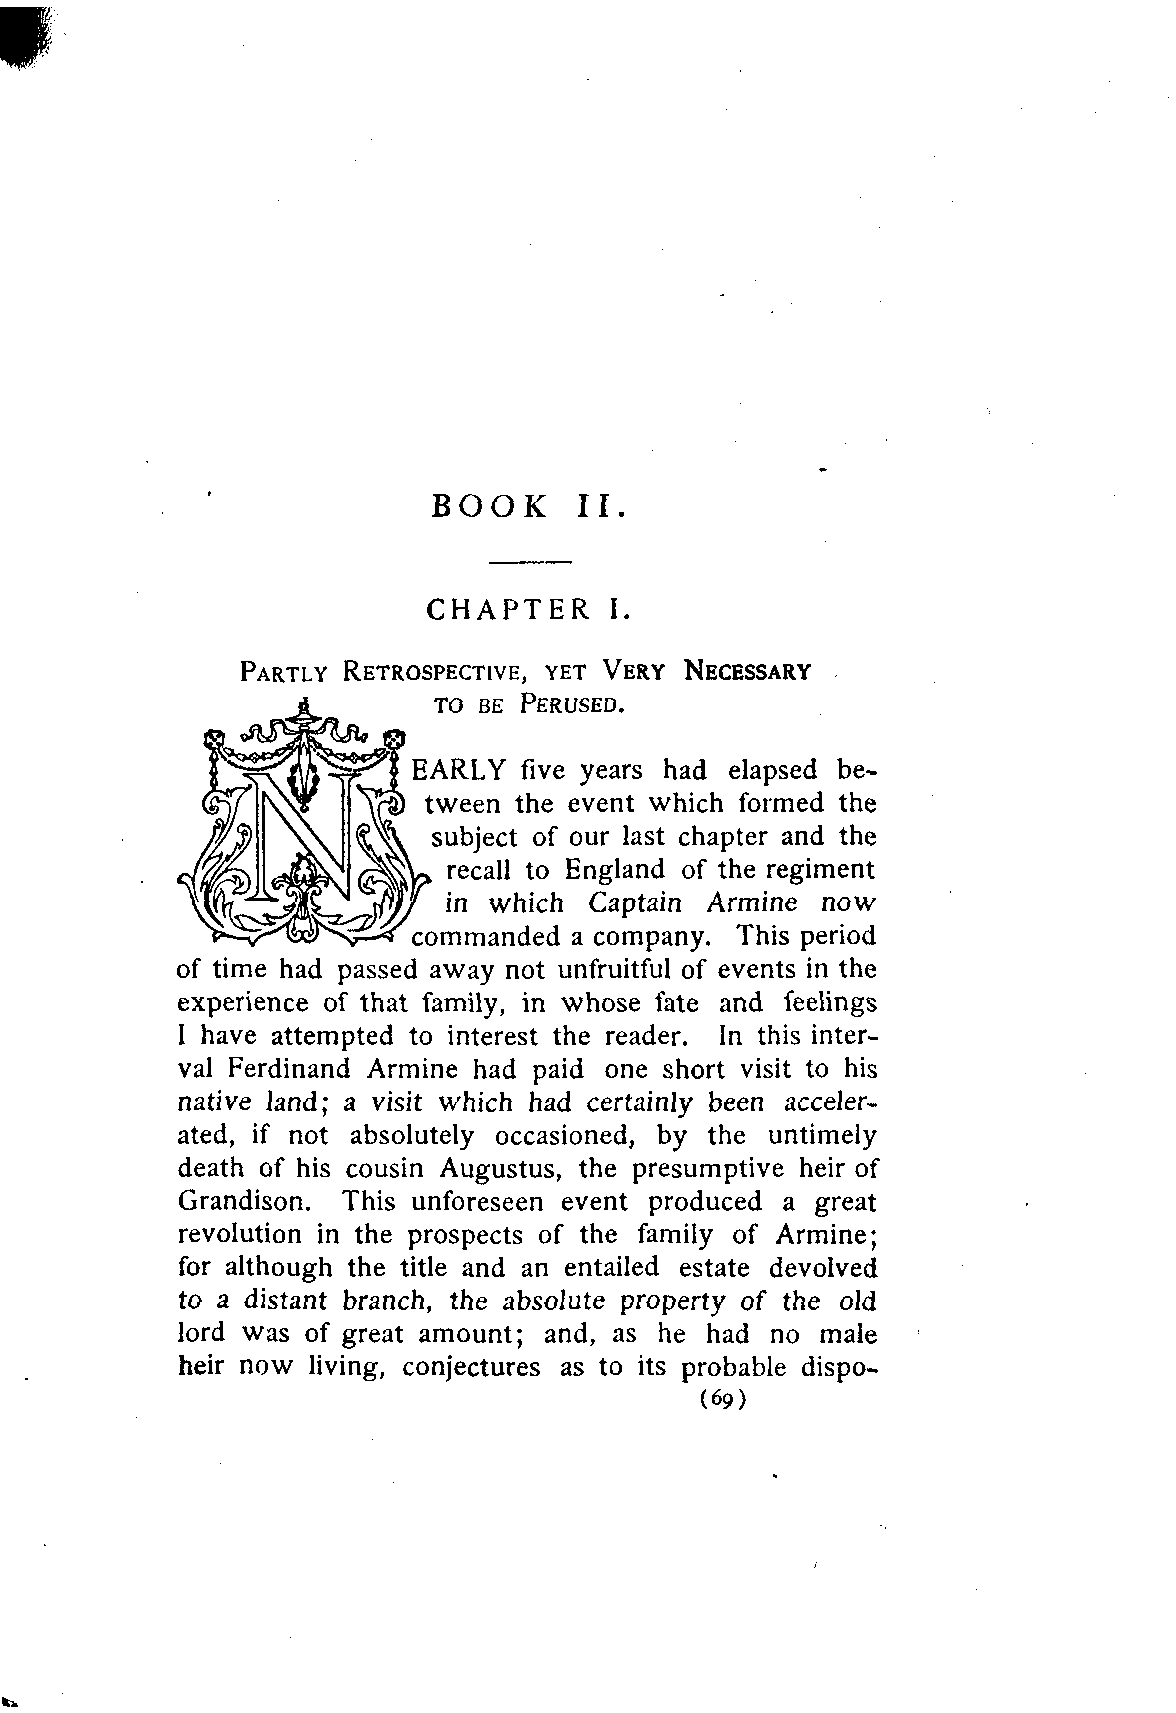 BOOK II.
CHAPTER I.
PARTLY RETROSPECTIVE, YET VERY NECESSARY
TO BE PERUSED.
NEARLY five years had elapsed be-
tween the event which formed the
subject of our last chapter and the
recall to England of the regiment
in which Captain Armine now
commanded a company. This period
of time had passed away not unfruitful of events in the
experience of that family, in whose fate and feelings
I have attempted to interest the reader. In this inter-
val Ferdinand Armine had paid one short visit to his
native land; a visit which had certainly been acceler-
ated, if not absolutely occasioned, by the untimely
death of his cousin Augustus, the presumptive heir of
Grandison. This unforeseen event produced a great
revolution in the prospects of the family of Armine;
for although the title and an entailed estate devolved
to a distant branch, the absolute property of the old
lord was of great amount; and, as he had no male
heir now living, conjectures as to its probable dispo-
(69)